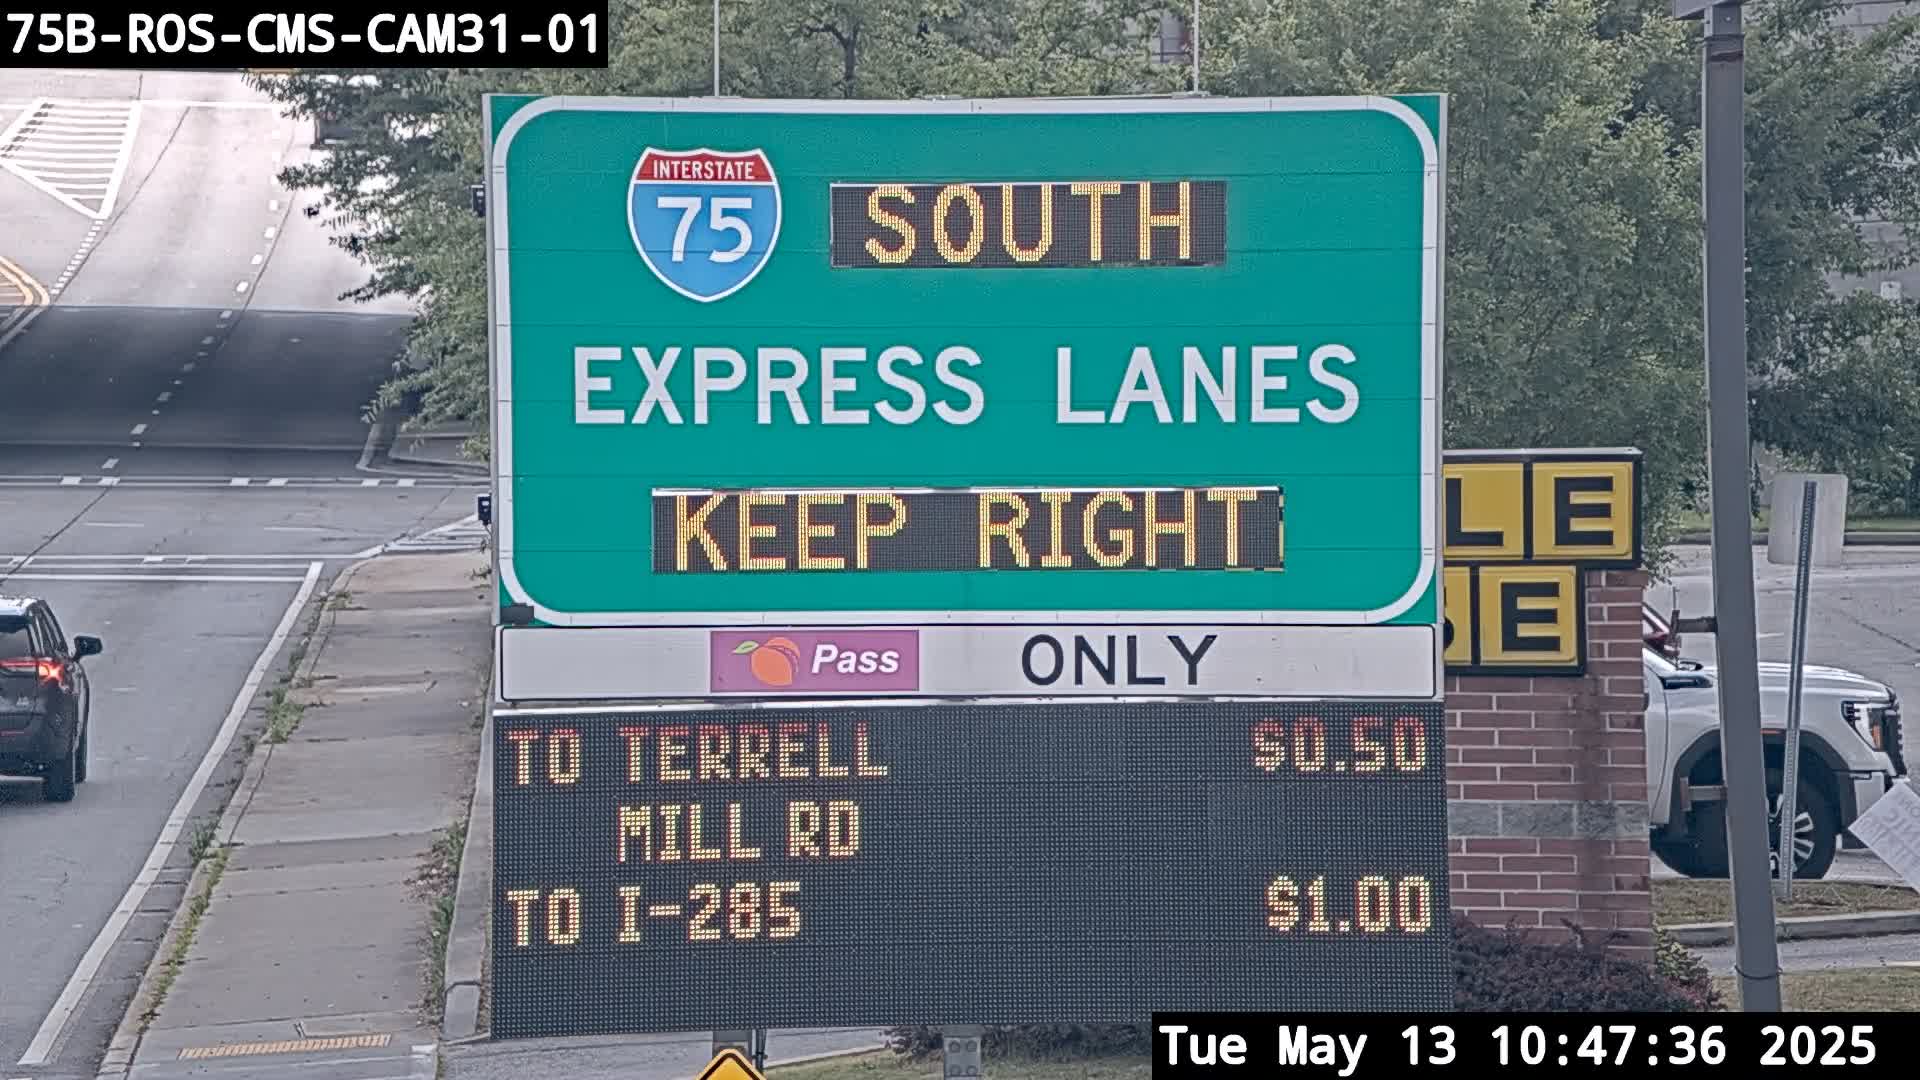 75B-ROS-CMS-CAM31-01
INTERSTATE
75
SOUTH
EXPRESS LANES
KEEP RIGHT
Pass ONLY
TO TERRELL $0.50
MILL RD
TO I-285 $1.00
LE
E
Tue May 13 10:47:36 2025